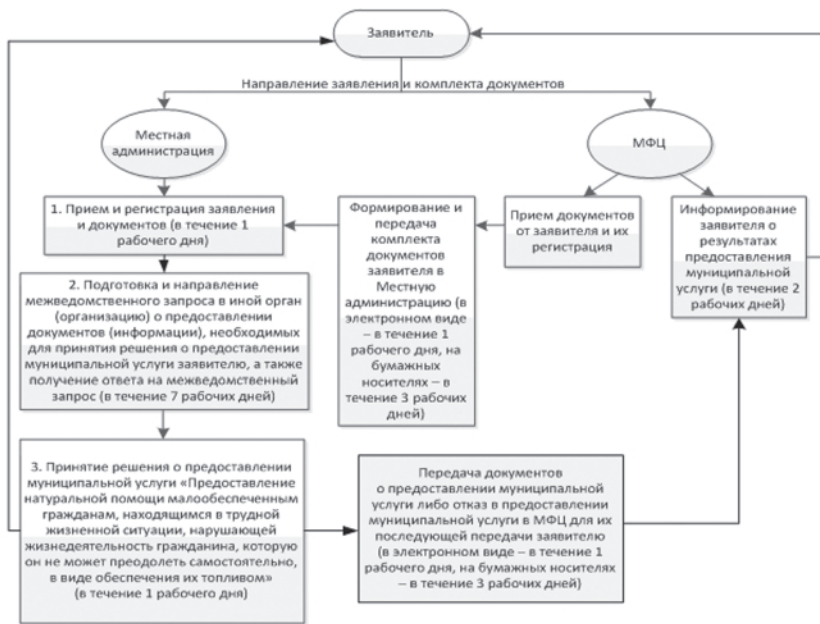 Заявитель
Направление заявления и комплекта документов
Местная
администрация
МФЦ
1. Прием и регистрация заявления
и документов (в течение 1
рабочего дня)
Формирование и
передача
комплекта
документов
заявителя в
Местную
администрацию (в
электронном виде
– в течение 1
рабочего дня, на
бумажных
носителях – в
течение 3 рабочих
дней)
Прием документов
от заявителя и их
регистрация
Информирование
заявителя о
результатах
предоставления
муниципальной
услуги (в течение 2
рабочих дней)
2. Подготовка и направление
межведомственного запроса в иной орган
(организацию) о предоставлении
документов (информации), необходимых
для принятия решения о предоставлении
муниципальной услуги заявителю, а также
получение ответа на межведомственный
запрос (в течение 7 рабочих дней)
3. Принятие решения о предоставлении
муниципальной услуги «Предоставление
натуральной помощи малообеспеченным
гражданам, находящимся в трудной
жизненной ситуации, нарушающей
жизнедеятельность гражданина, которую
он не может преодолеть самостоятельно,
в виде обеспечения их топливом»
(в течение 1 рабочего дня)
Передача документов
о предоставлении муниципальной
услуги либо отказ в предоставлении
муниципальной услуги в МФЦ для их
последующей передачи заявителю
(в электронном виде – в течение 1
рабочего дня, на бумажных носителях
– в течение 3 рабочих дней)